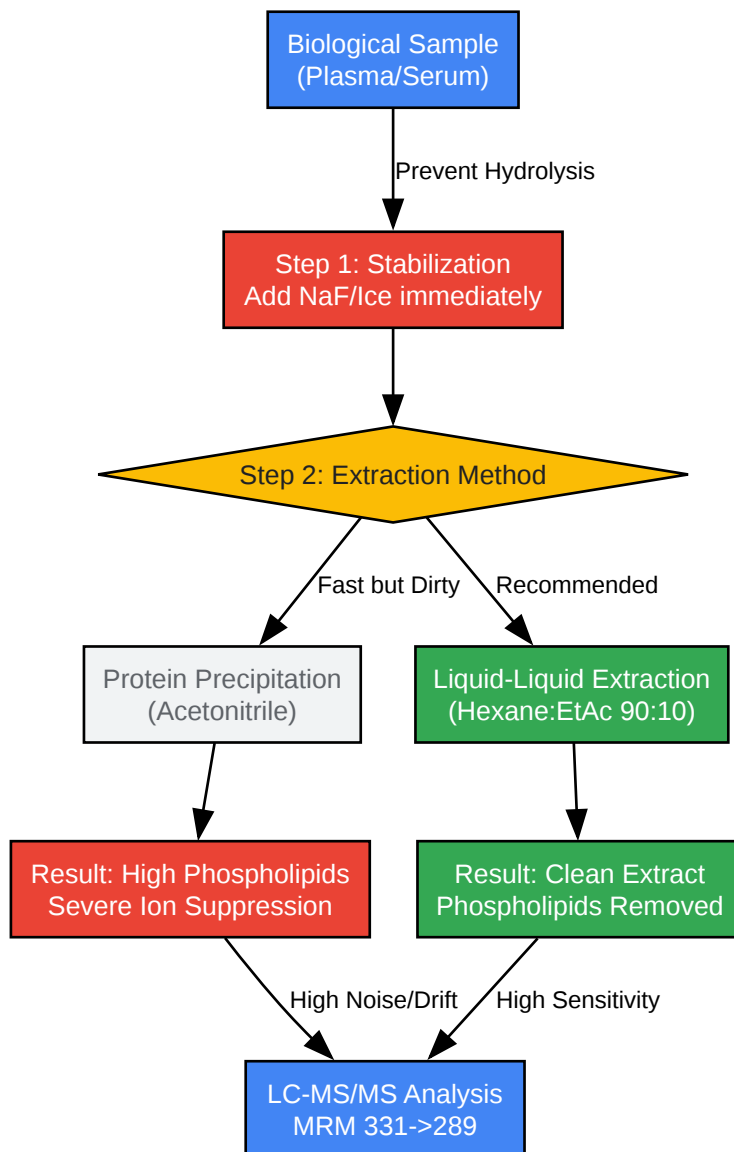 Biological Sample
(Plasma/Serum)
Prevent Hydrolysis
Step 1: Stabilization
Add NaF/Ice immediately
Step 2: Extraction Method
Fast but Dirty
Recommended
Protein Precipitation
(Acetonitrile)
Liquid-Liquid Extraction
(Hexane:EtAc 90:10)
Result: High Phospholipids
Severe Ion Suppression
Result: Clean Extract
Phospholipids Removed
High Noise/Drift
High Sensitivity
LC-MS/MS Analysis
MRM 331->289